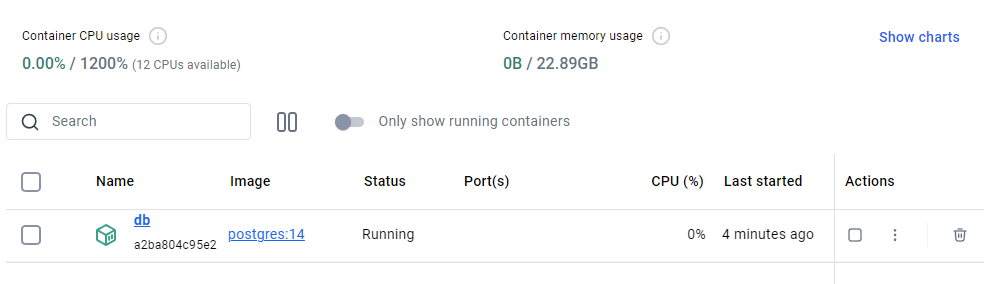 Container CPU usage
Container memory usage
Show charts
0.00% / 1200% (12 CPUs available)
0B / 22.89GB
Search
Only show running containers
Name Image Status Port(s) CPU (%) Last started Actions
db
a2ba804c95e2
postgres:14 Running 0% 4 minutes ago